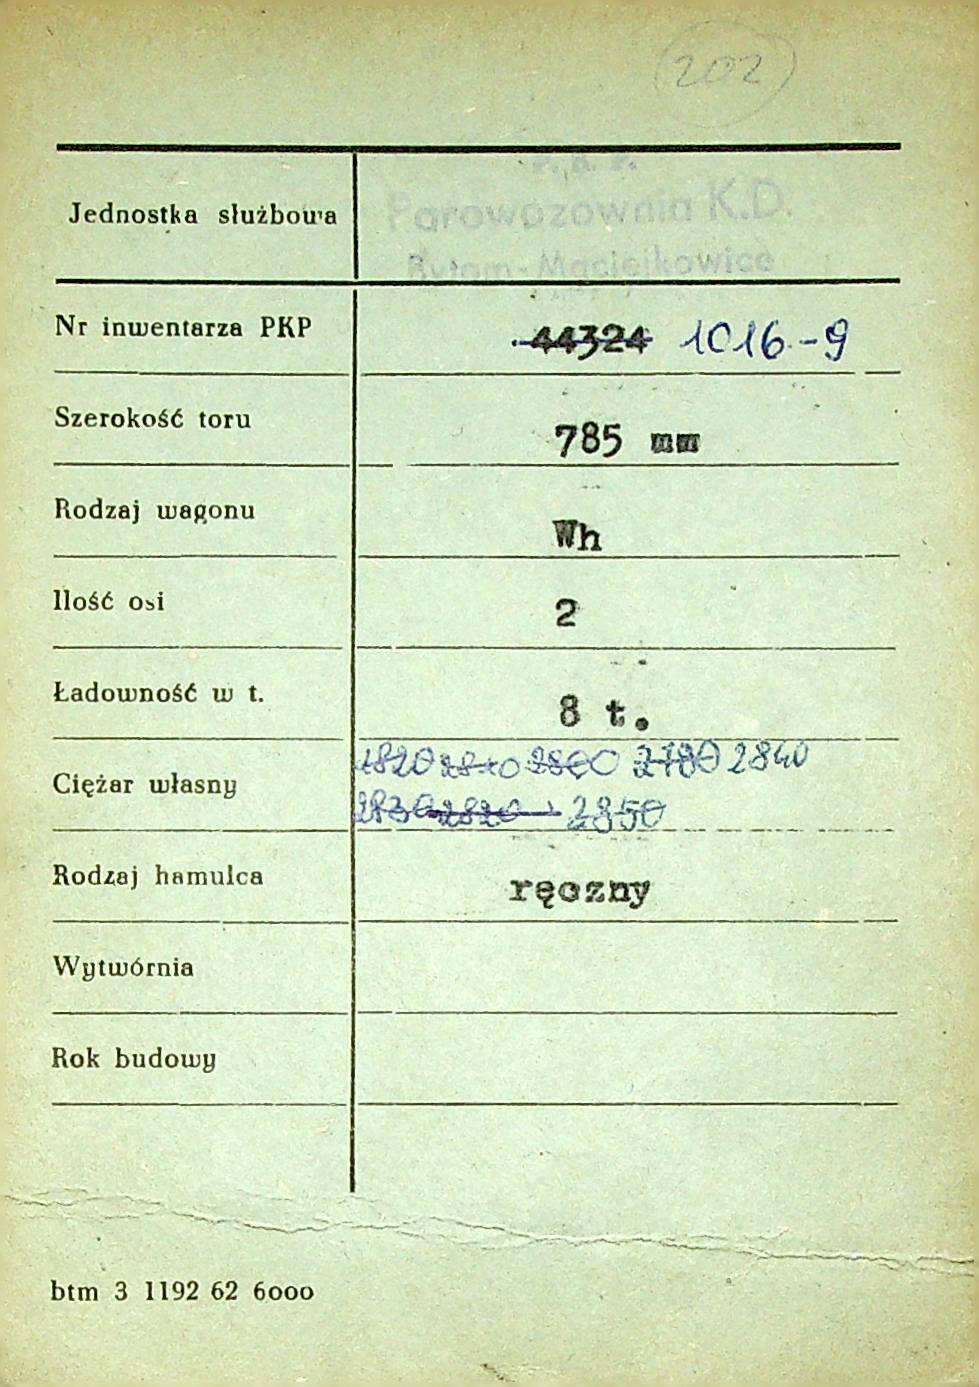 202
P. K. P.
Jednostka służbowa Parowozownia K.D.
Bytom-Maciejkowice
Nr inwentarza PKP 44324 1016-9
Szerokość toru 785 mm
Rodzaj wagonu Wh
Ilość osi 2
Ładowność w t. 8 t.
2840
Ciężar własny
2820 2850
Rodzaj hamulca ręczny
Wytwórnia
Rok budowy
btm 3 1192 62 6000